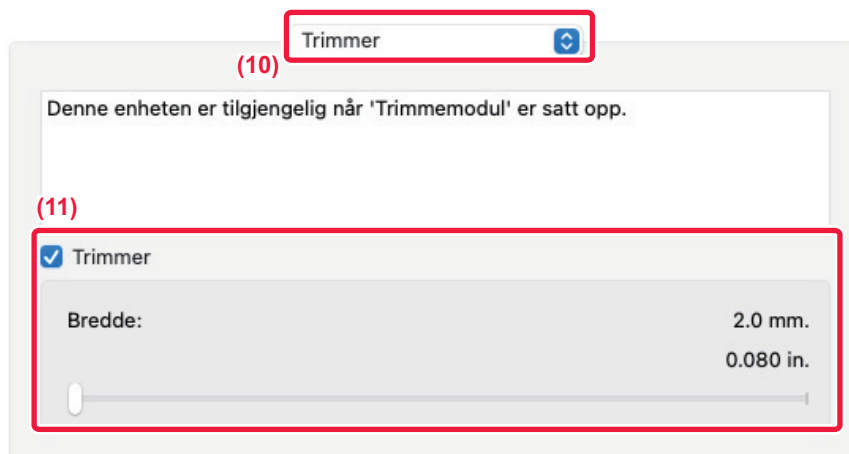 Trimmer
(10)
Denne enheten er tilgjengelig når 'Trimmemodul' er satt opp.
(11)
Trimmer
Bredde:
2.0 mm.
0.080 in.